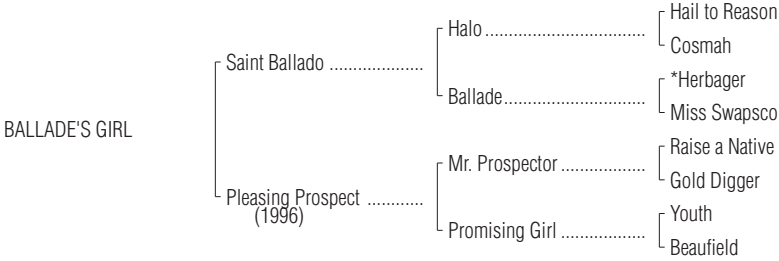 Hail to Reason
Halo ................................
Cosmah
Saint Ballado ....................
*Herbager
Ballade..............................
Miss Swapsco
BALLADE'S GIRL
Raise a Native
Mr. Prospector ..................
Gold Digger
Pleasing Prospect ............
(1996)
Youth
Promising Girl ..................
Beaufield